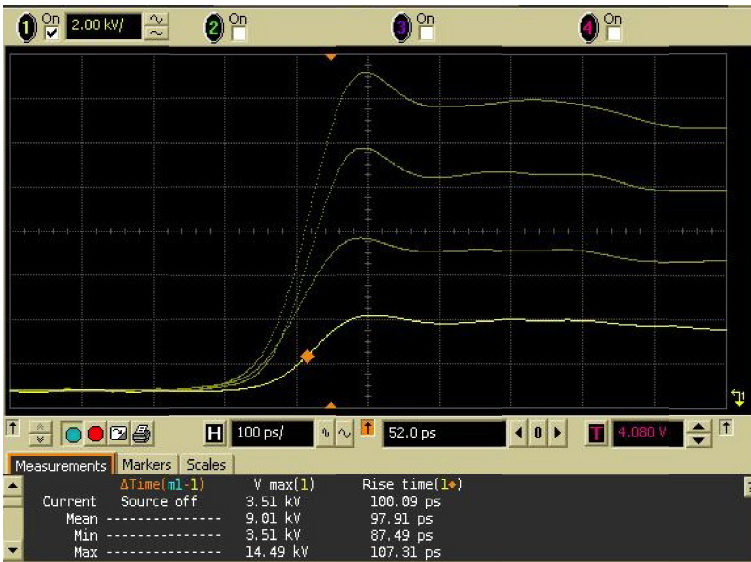 1 On 2.00 kV/ 2 On 3 On 4 On
H 100 ps/ 52.0 ps 0 T 4.080 V
Measurements Markers Scales
ΔTime(m1-1) V max(1) Rise time(1◆)
Current Source off 3.51 kV 100.09 ps
Mean --------------- 9.01 kV 97.91 ps
Min --------------- 3.51 kV 87.49 ps
Max --------------- 14.49 kV 107.31 ps
?